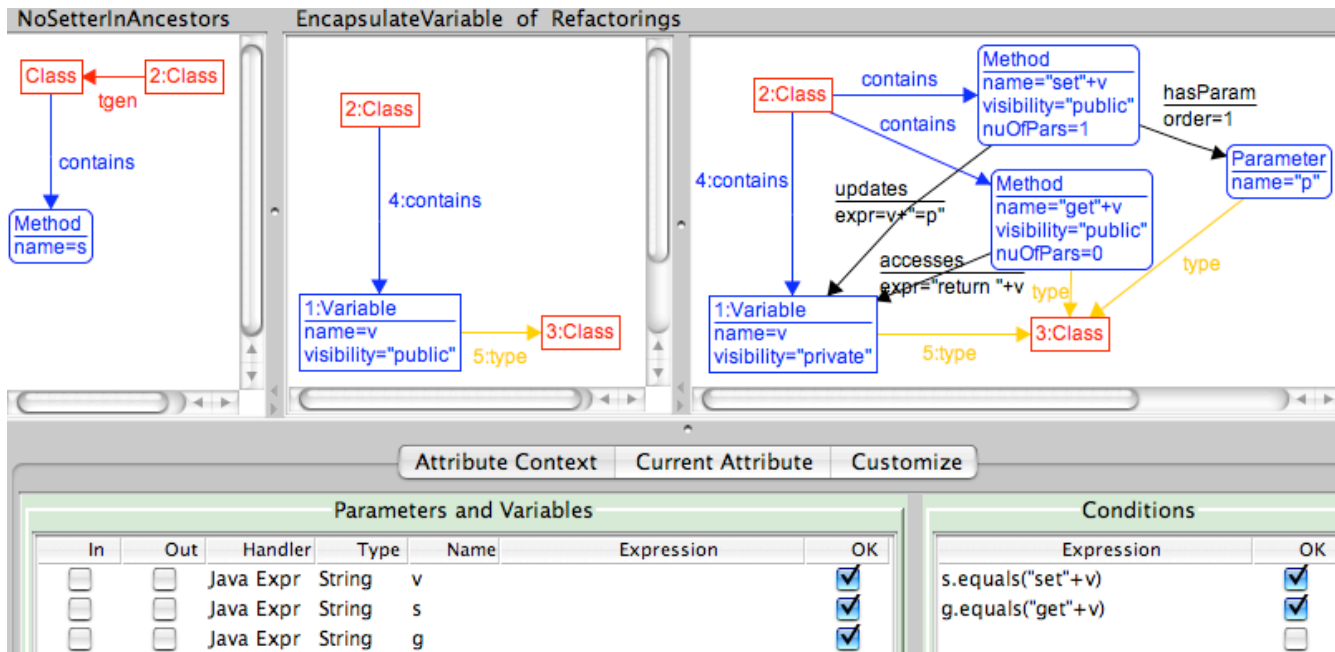 NoSetterInAncestors
EncapsulateVariable of Refactorings
Class
2:Class
tgen
contains
Method
name=s
2:Class
4:contains
1:Variable
name=v
visibility="public"
5:type
3:Class
2:Class
contains
contains
4:contains
Method
name="set"+v
visibility="public"
nuOfPars=1
hasParam
order=1
Parameter
name="p"
updates
expr=v+"=p"
Method
name="get"+v
visibility="public"
nuOfPars=0
accesses
expr="return "+v
type
type
1:Variable
name=v
visibility="private"
5:type
3:Class
Attribute Context
Current Attribute
Customize
Parameters and Variables
In Out Handler Type Name Expression OK
Java Expr String v
Java Expr String s
Java Expr String g
Conditions
Expression OK
s.equals("set"+v)
g.equals("get"+v)